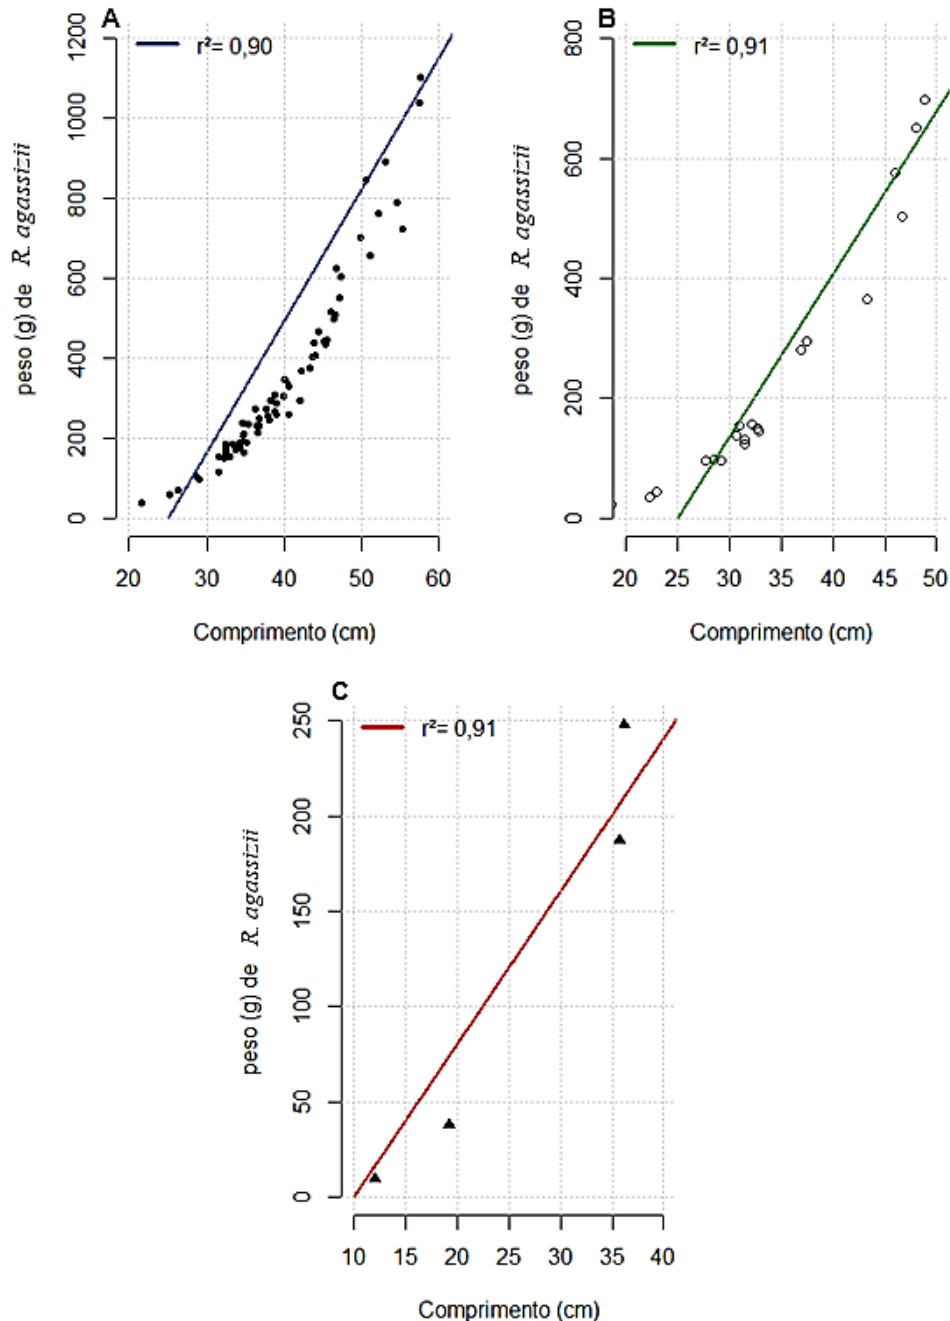 A
r²= 0,90
peso (g) de R. agassizii
0 200 400 600 800 1000 1200
20 30 40 50 60
Comprimento (cm)
B
r²= 0,91
peso (g) de R. agassizii
0 200 400 600 800
20 25 30 35 40 45 50
Comprimento (cm)
C
r²= 0,91
peso (g) de R. agassizii
0 50 100 150 200 250
10 15 20 25 30 35 40
Comprimento (cm)